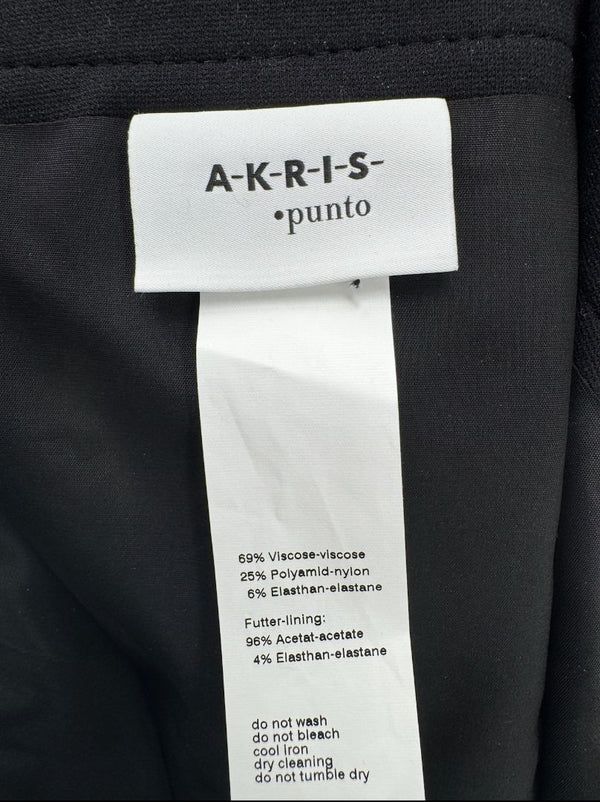 A-K-R-I-S-
•punto
69% Viscose-viscose
25% Polyamid-nylon
6% Elasthan-elastane
Futter-lining:
96% Acetat-acetate
4% Elasthan-elastane
do not wash
do not bleach
cool iron
dry cleaning
do not tumble dry